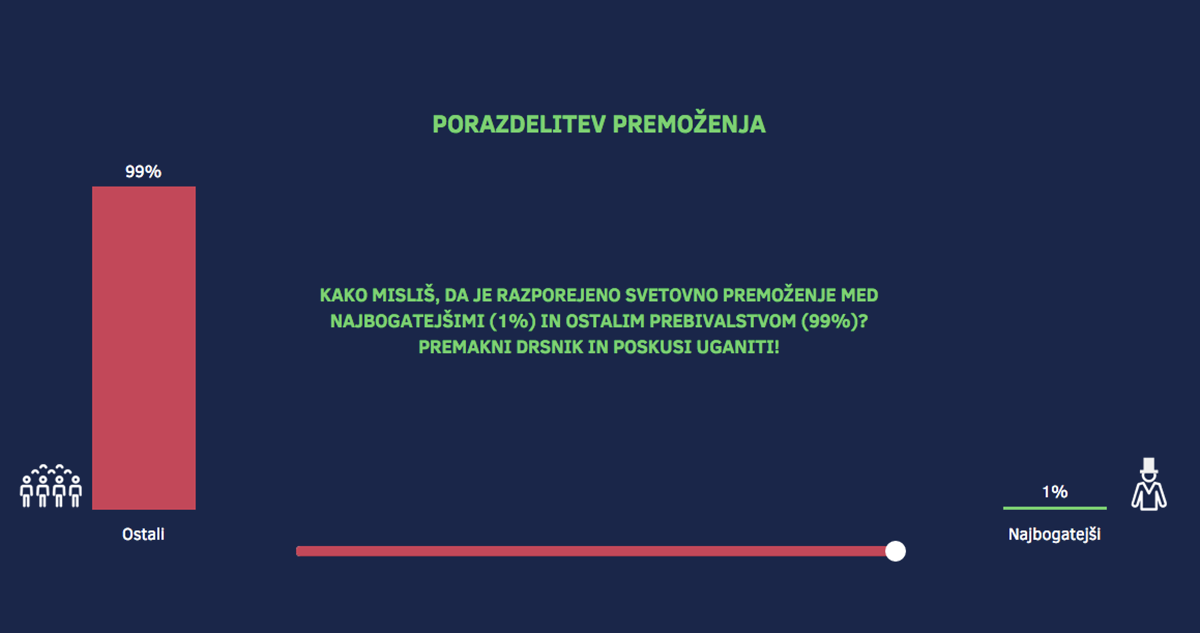 PORAZDELITEV PREMOŽENJA
99%
KAKO MISLIŠ, DA JE RAZPOREJENO SVETOVNO PREMOŽENJE MED
NAJBOGATEJŠIMI (1%) IN OSTALIM PREBIVALSTVOM (99%)?
PREMAKNI DRSNIK IN POSKUSI UGANITI!
1%
Ostali
Najbogatejši